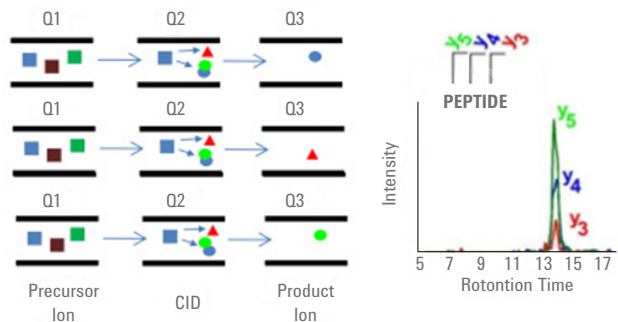 Q1 Q2 Q3
Q1 Q2 Q3
Q1 Q2 Q3
Precursor Ion
CID
Product Ion
y5 y4 y3
PEPTIDE
Intensity
y5
y4
y3
5 7 9 11 13 15 17
Rotontion Time